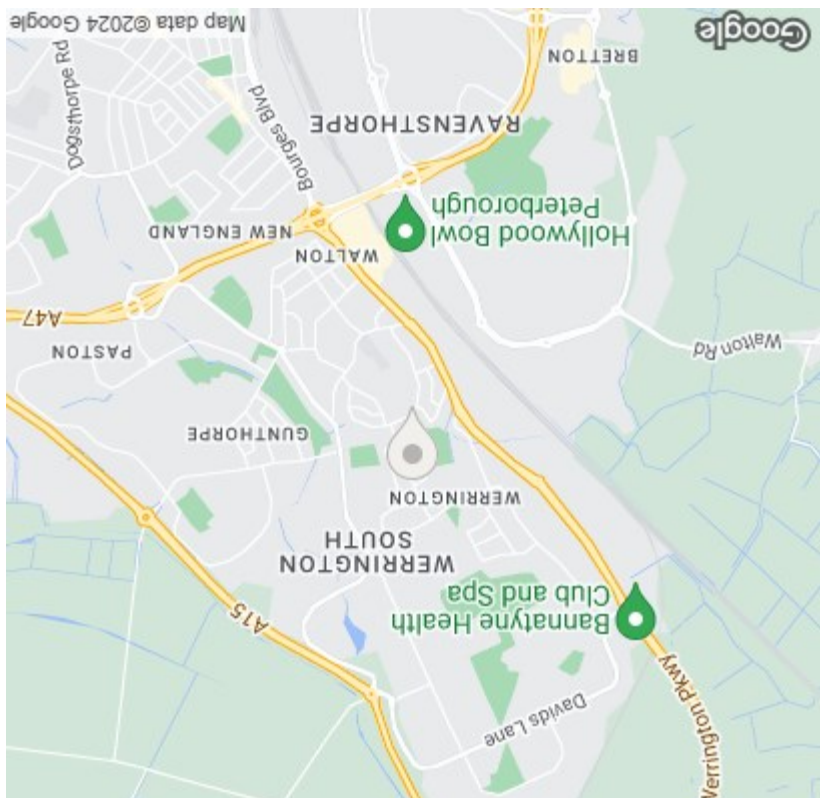 Werrington Pkwy
Davids Lane
Bannatyne Health
Club and Spa
A15
WERRINGTON
SOUTH
WERRINGTON
GUNTHORPE
PASTON
Walton Rd
A47
WALTON
Hollywood Bowl
Peterborough
NEW ENGLAND
Bourges Blvd
RAVENSTHORPE
Dogsthorpe Rd
BRETTON
Google
Map data ©2024 Google